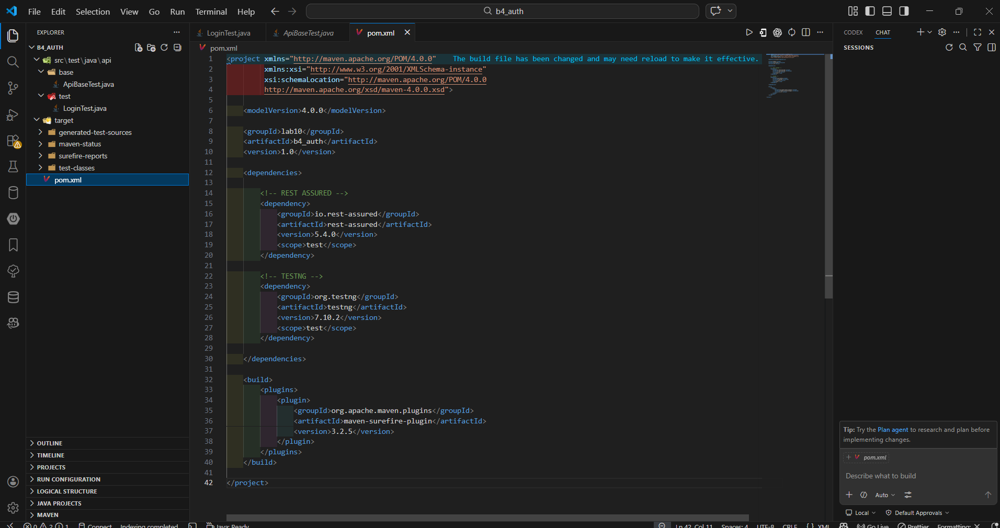 File Edit Selection View Go Run Terminal Help
b4_auth
EXPLORER
B4_AUTH
src\test\java\api
base
ApiBaseTest.java
test
LoginTest.java
target
generated-test-sources
maven-status
surefire-reports
test-classes
pom.xml
OUTLINE
TIMELINE
PROJECTS
RUN CONFIGURATION
LOGICAL STRUCTURE
JAVA PROJECTS
MAVEN
LoginTest.java ApiBaseTest.java pom.xml
pom.xml
1 <project xmlns="http://maven.apache.org/POM/4.0.0" The build file has been changed and may need reload to make it effective.
2 xmlns:xsi="http://www.w3.org/2001/XMLSchema-instance"
3 xsi:schemaLocation="http://maven.apache.org/POM/4.0.0
4 http://maven.apache.org/xsd/maven-4.0.0.xsd">
5
6 <modelVersion>4.0.0</modelVersion>
7
8 <groupId>lab10</groupId>
9 <artifactId>b4_auth</artifactId>
10 <version>1.0</version>
11
12 <dependencies>
13
14 <!-- REST ASSURED -->
15 <dependency>
16 <groupId>io.rest-assured</groupId>
17 <artifactId>rest-assured</artifactId>
18 <version>5.4.0</version>
19 <scope>test</scope>
20 </dependency>
21
22 <!-- TESTNG -->
23 <dependency>
24 <groupId>org.testng</groupId>
25 <artifactId>testng</artifactId>
26 <version>7.10.2</version>
27 <scope>test</scope>
28 </dependency>
29
30 </dependencies>
31
32 <build>
33 <plugins>
34 <plugin>
35 <groupId>org.apache.maven.plugins</groupId>
36 <artifactId>maven-surefire-plugin</artifactId>
37 <version>3.2.5</version>
38 </plugin>
39 </plugins>
40 </build>
41
42 </project>
CODEX CHAT
SESSIONS
Tip: Try the Plan agent to research and plan before
implementing changes.
pom.xml
Describe what to build
Auto
Local Default Approvals
0 2 1 Connect Indexing completed Java: Ready Ln 42, Col 11 Spaces: 4 UTF-8 CRLF {} XML Go Live Prettier Formatting: X